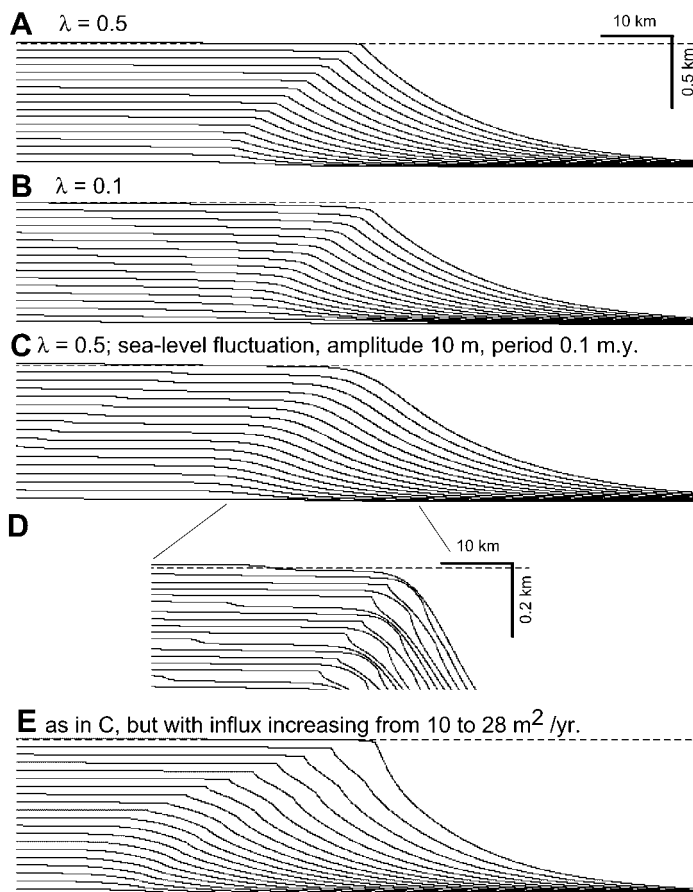 A λ = 0.5
10 km
0.5 km
B λ = 0.1
C λ = 0.5; sea-level fluctuation, amplitude 10 m, period 0.1 m.y.
D
10 km
0.2 km
E as in C, but with influx increasing from 10 to 28 m² /yr.